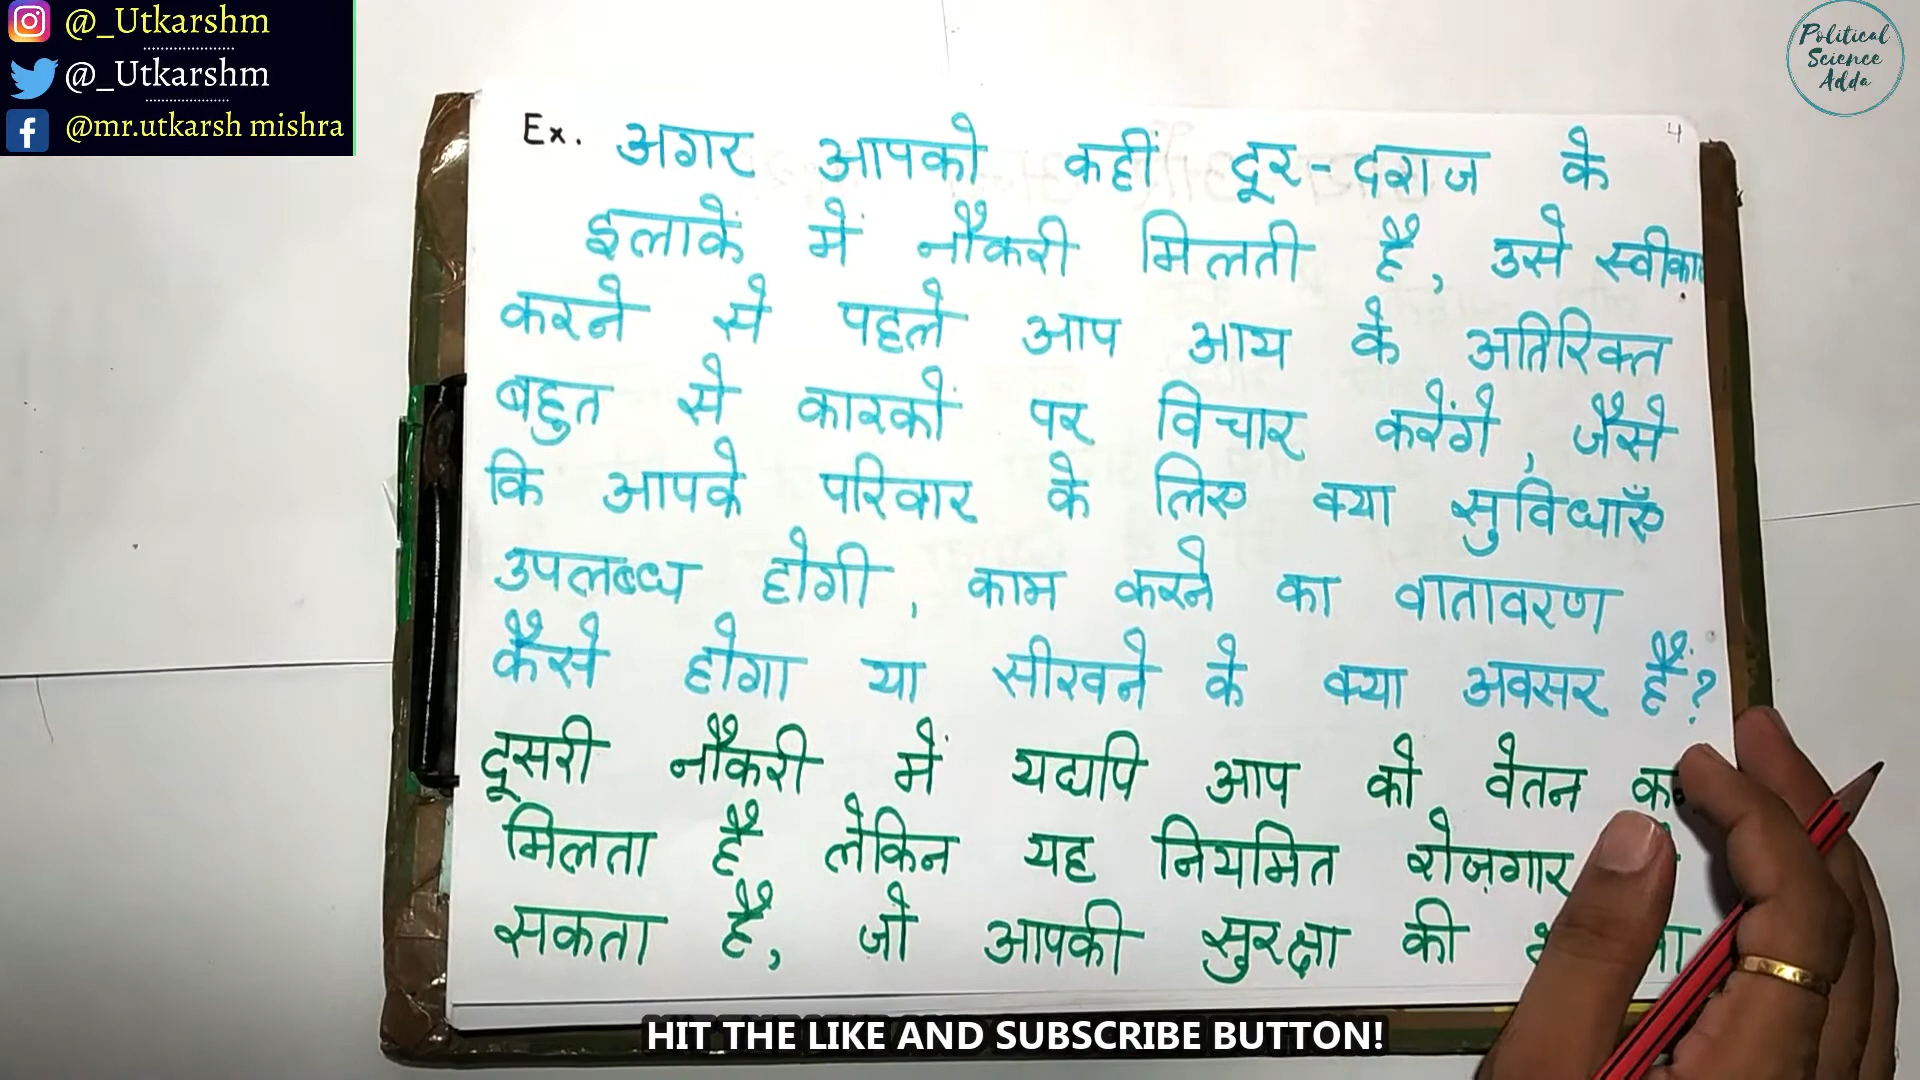 @_Utkarshm
@_Utkarshm
@mr.utkarsh mishra
Political
Science
Adda
4
Ex. अगर आपको कहीं दूर-दराज के
इलाकें में नौकरी मिलती है, उसे
करने से पहले आप आय के अतिरिक्त
बहुत से कारकों पर विचार करेंगे, जैसे
कि आपके परिवार के लिए क्या सुविधाएँ
उपलब्ध होगी, काम करने का वातावरण
कैसे होगा या सीखने के क्या अवसर हैं?
दूसरी नौकरी में यद्यपि आप को वेतन
मिलता है लेकिन यह नियमित रोज़गार
सकता है, जो आपकी सुरक्षा की
HIT THE LIKE AND SUBSCRIBE BUTTON!